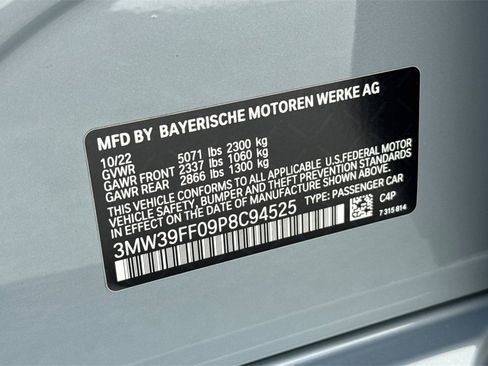 MFD BY BAYERISCHE MOTOREN WERKE AG
10/22
GVWR 5071 lbs 2300 kg
GAWR FRONT 2337 lbs 1060 kg
GAWR REAR 2866 lbs 1300 kg
THIS VEHICLE CONFORMS TO ALL APPLICABLE U.S.FEDERAL MOTOR
VEHICLE SAFETY, BUMPER AND THEFT PREVENTION STANDARDS
IN EFFECT ON THE DATE OF MANUFACTURE SHOWN ABOVE.
3MW39FF09P8C94525 TYPE: PASSENGER CAR
C4P
7 315 814